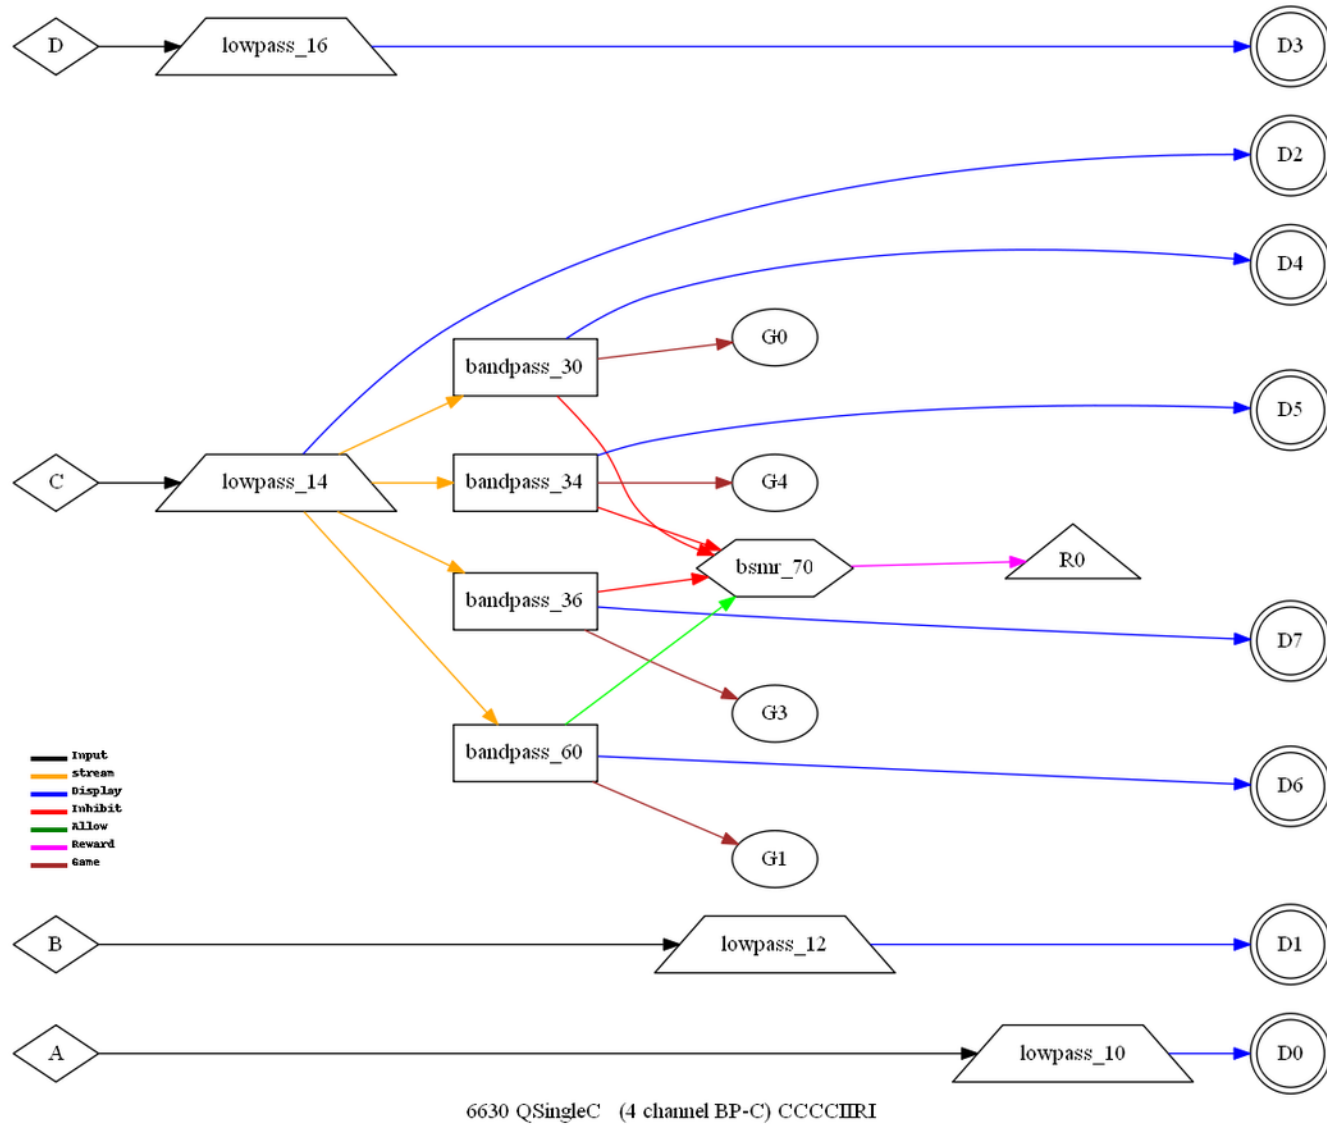 D
lowpass_16
D3
D2
D4
G0
bandpass_30
D5
C
lowpass_14
bandpass_34
G4
bsmr_70
R0
bandpass_36
D7
G3
bandpass_60
D6
G1
Input
stream
Display
Inhibit
Allow
Reward
Game
B
lowpass_12
D1
A
lowpass_10
D0
6630 QSingleC (4 channel BP-C) CCCCIIRI